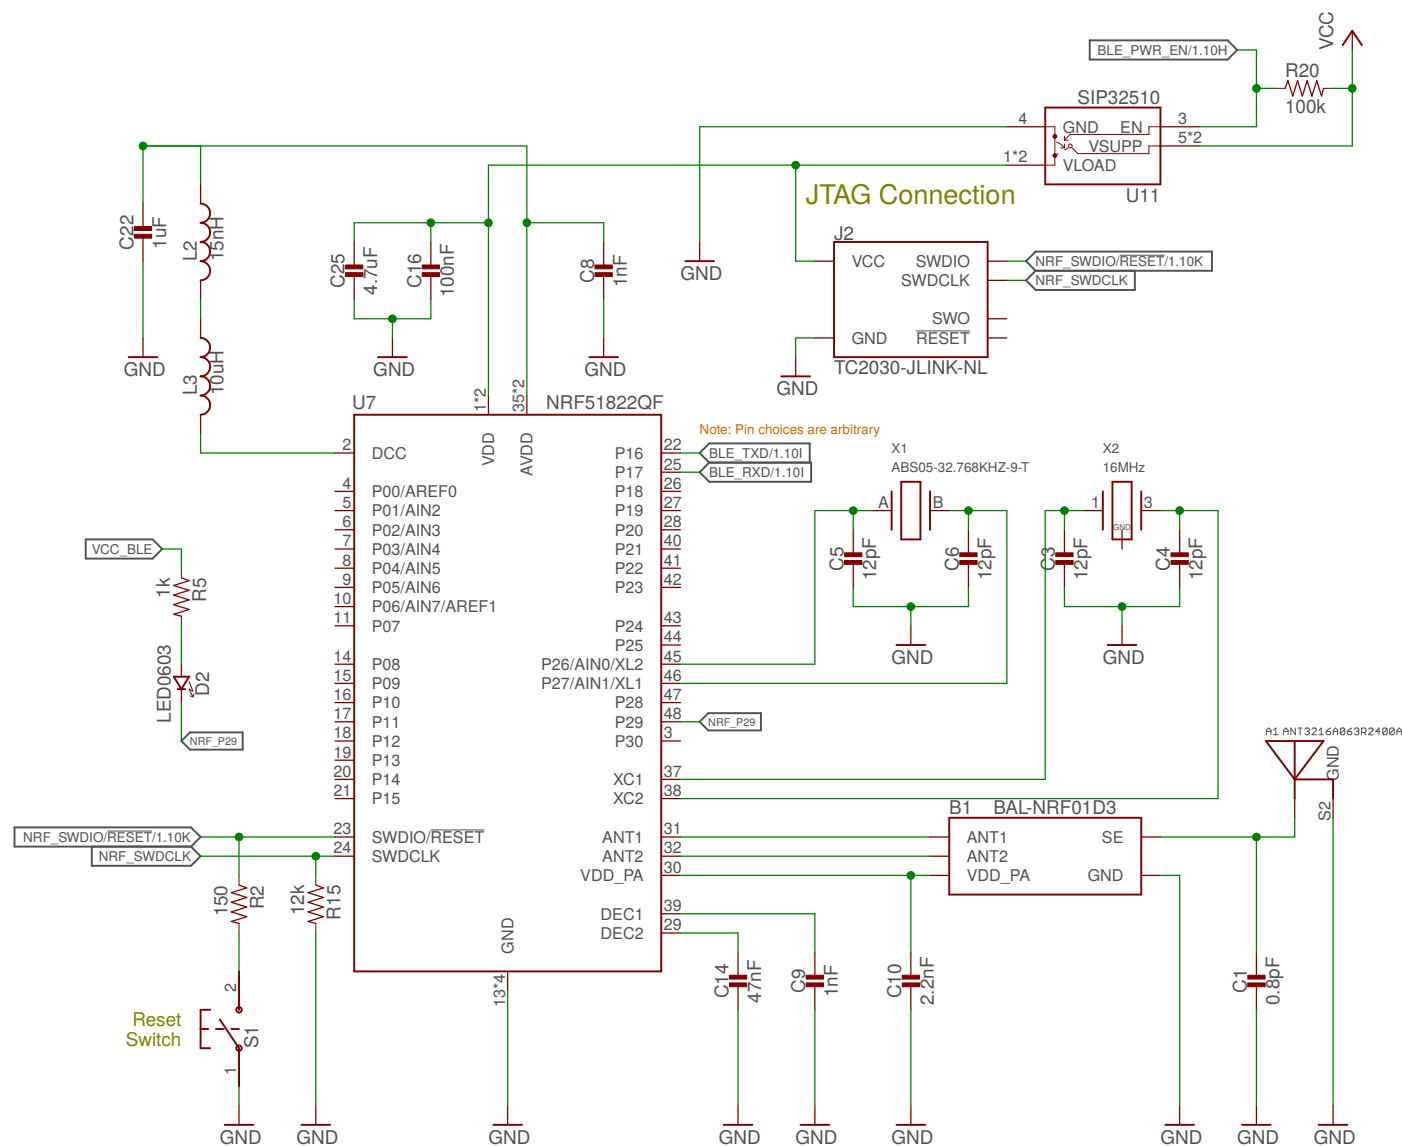 VCC
BLE_PWR_EN/1.10H
R20
100k
SIP32510
4
GND
EN
3
VSUPP
5*2
1*2
VLOAD
U11
JTAG Connection
C22
1uF
L2
15nH
C25
4.7uF
C16
100nF
C8
1nF
GND
J2
VCC
SWDIO
SWDCLK
SWO
RESET
GND
TC2030-JLINK-NL
NRF_SWDIO/RESET/1.10K
NRF_SWDCLK
GND
GND
GND
GND
L3
10uH
U7
1*2
35*2
NRF51822QF
Note: Pin choices are arbitrary
2
DCC
VDD
AVDD
P16
22
BLE_TXD/1.10I
P17
25
BLE_RXD/1.10I
4
P00/AREF0
P18
26
5
P01/AIN2
P19
27
6
P02/AIN3
P20
28
7
P03/AIN4
P21
40
8
P04/AIN5
P22
41
9
P05/AIN6
P23
42
10
P06/AIN7/AREF1
11
P07
P24
43
P25
44
14
P08
P26/AIN0/XL2
45
15
P09
P27/AIN1/XL1
46
16
P10
P28
47
17
P11
P29
48
NRF_P29
18
P12
P30
3
19
P13
20
P14
XC1
37
21
P15
XC2
38
23
SWDIO/RESET
ANT1
31
24
SWDCLK
ANT2
32
VDD_PA
30
DEC1
39
DEC2
29
GND
13*4
X1
ABS05-32.768KHZ-9-T
A
B
C5
12pF
C6
12pF
GND
X2
16MHz
1
3
GND
C3
12pF
C4
12pF
GND
VCC_BLE
1k
R5
LED0603
D2
NRF_P29
NRF_SWDIO/RESET/1.10K
NRF_SWDCLK
150
R2
12k
R15
2
Reset
Switch
S1
1
B1
BAL-NRF01D3
ANT1
SE
ANT2
VDD_PA
GND
A1 ANT3216A063R2400A
GND
S2
C14
47nF
C9
1nF
C10
2.2nF
C1
0.8pF
GND
GND
GND
GND
GND
GND
GND
GND
GND